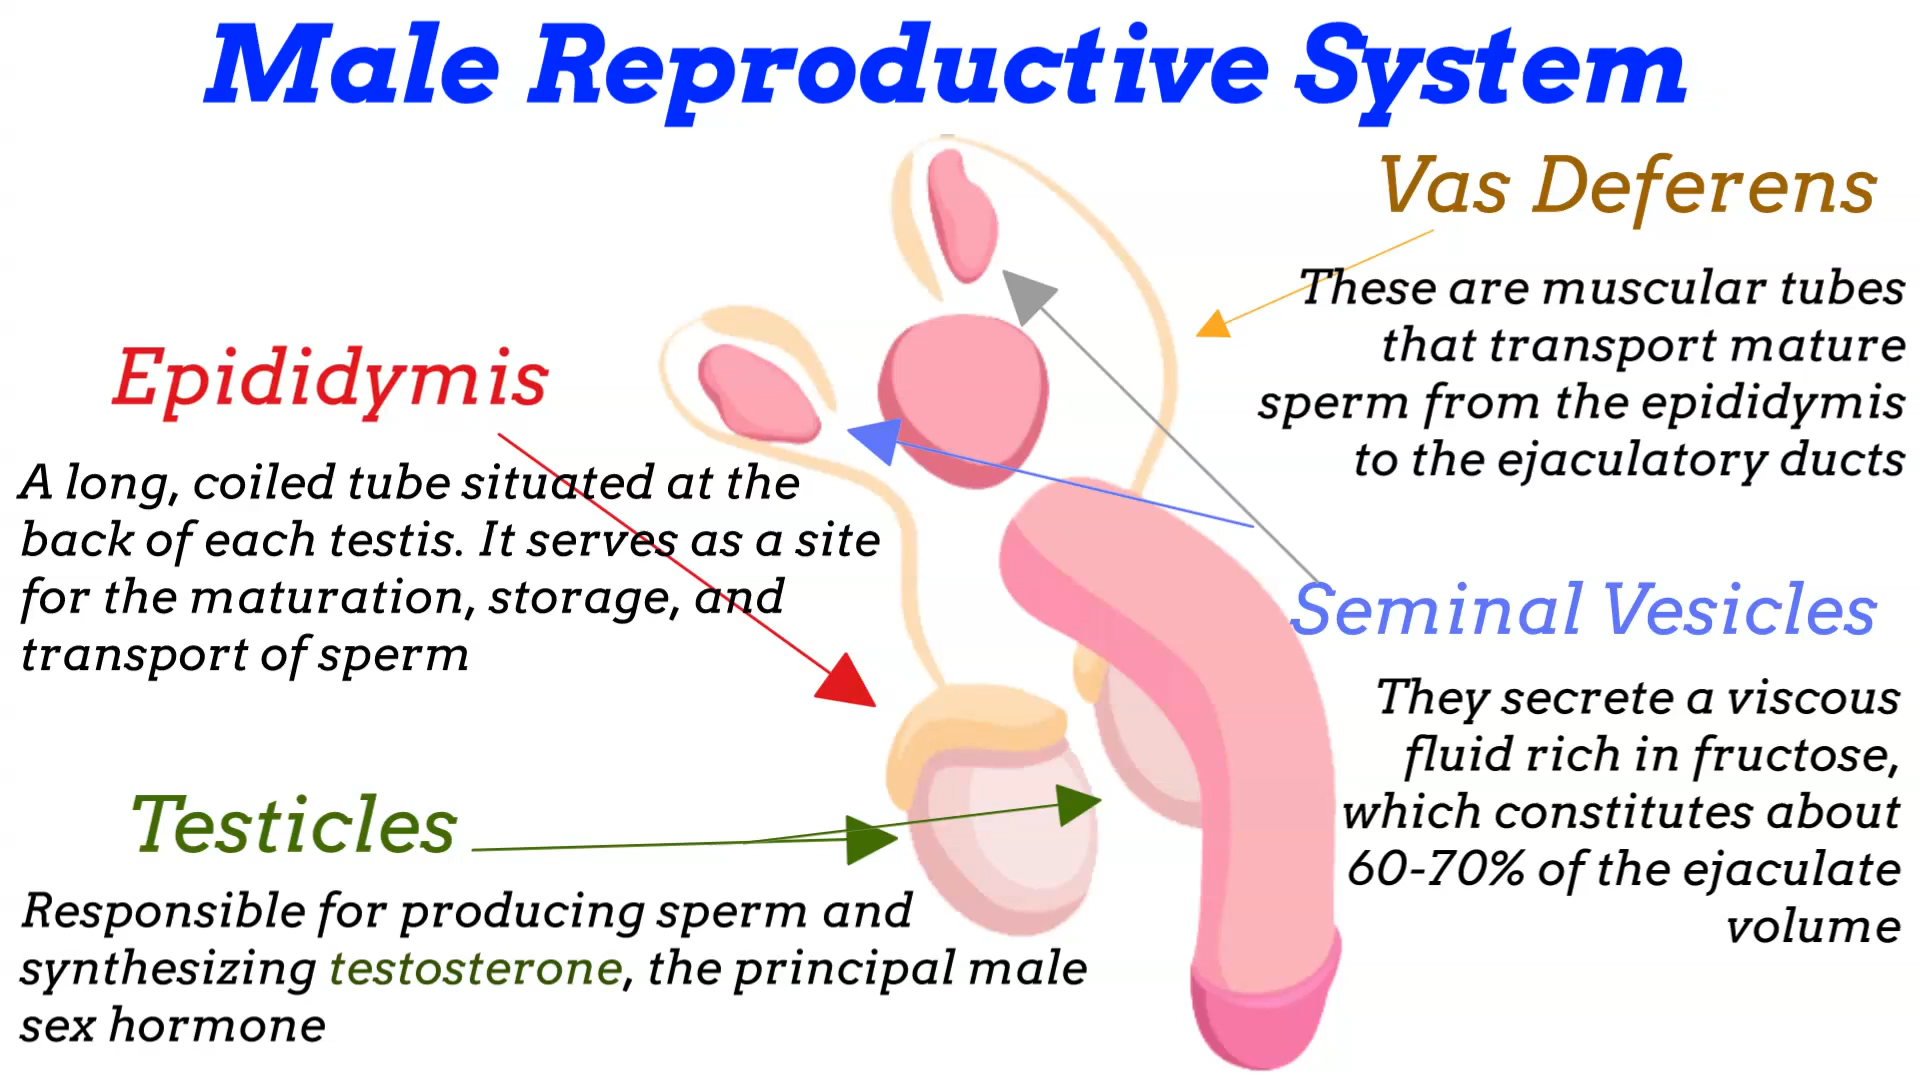 Male Reproductive System
Vas Deferens
These are muscular tubes
that transport mature
sperm from the epididymis
to the ejaculatory ducts
Epididymis
A long, coiled tube situated at the
back of each testis. It serves as a site
for the maturation, storage, and
transport of sperm
Seminal Vesicles
They secrete a viscous
fluid rich in fructose,
which constitutes about
60-70% of the ejaculate
volume
Testicles
Responsible for producing sperm and
synthesizing testosterone, the principal male
sex hormone